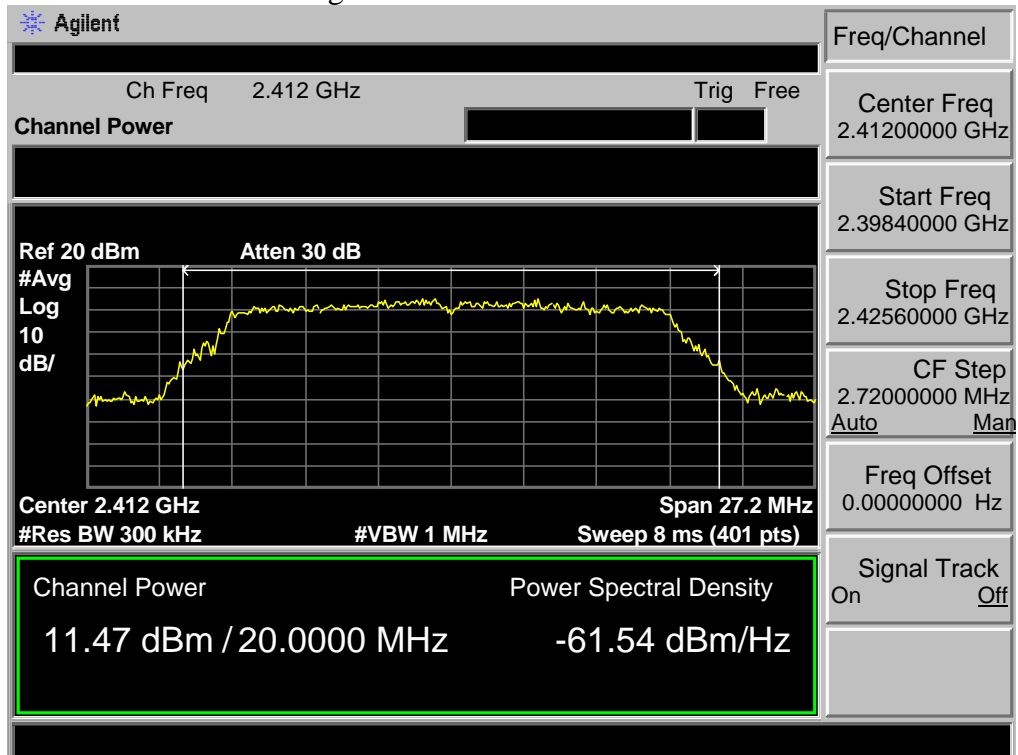 Agilent
Freq/Channel
Ch Freq 2.412 GHz Trig Free
Channel Power
Center Freq
2.41200000 GHz
Start Freq
2.39840000 GHz
Ref 20 dBm Atten 30 dB
#Avg
Log
10
dB/
Stop Freq
2.42560000 GHz
CF Step
2.72000000 MHz
Auto Man
Center 2.412 GHz Span 27.2 MHz
#Res BW 300 kHz #VBW 1 MHz Sweep 8 ms (401 pts)
Freq Offset
0.00000000 Hz
Signal Track
On Off
Channel Power Power Spectral Density
11.47 dBm / 20.0000 MHz -61.54 dBm/Hz